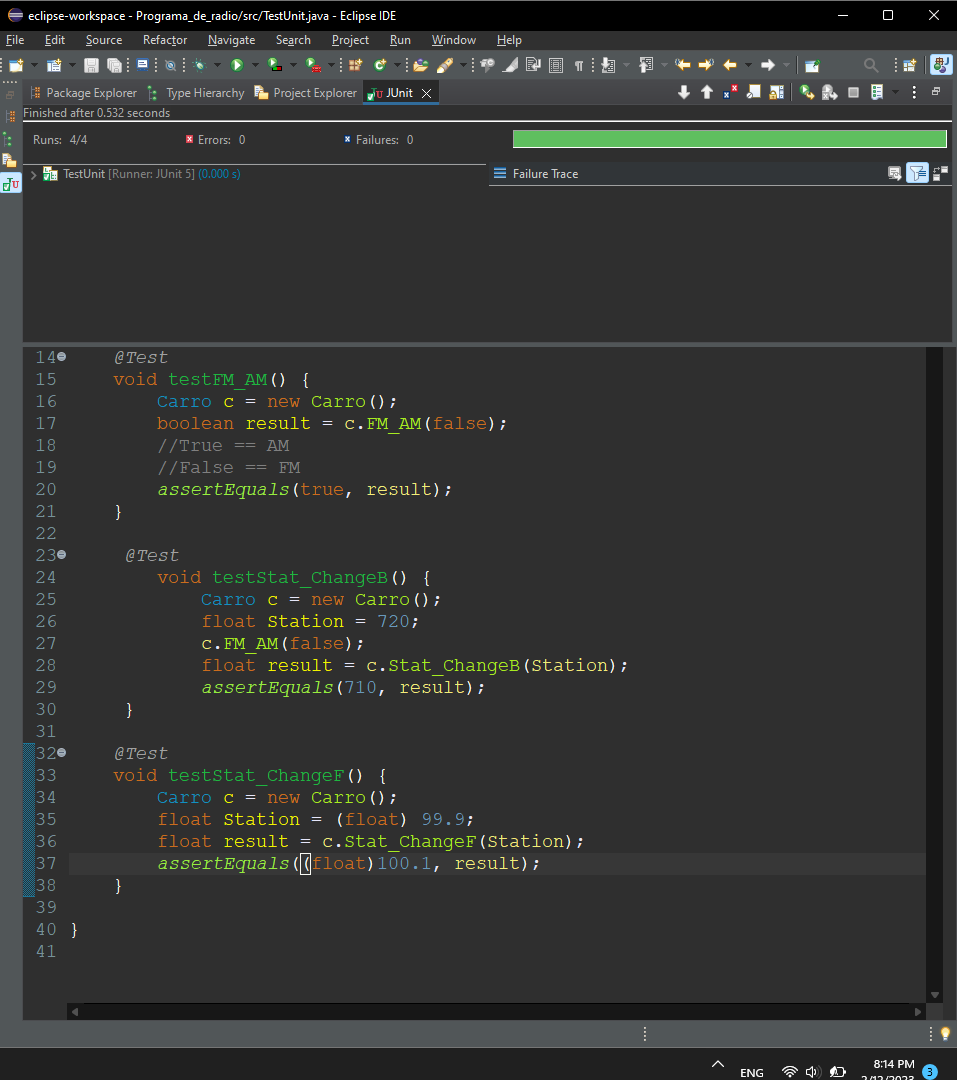 eclipse-workspace - Programa_de_radio/src/TestUnit.java - Eclipse IDE
File Edit Source Refactor Navigate Search Project Run Window Help
Package Explorer Type Hierarchy Project Explorer JUnit
Finished after 0.532 seconds
Runs: 4/4 Errors: 0 Failures: 0
TestUnit [Runner: JUnit 5] (0.000 s) Failure Trace
14 @Test
15 void testFM_AM() {
16 Carro c = new Carro();
17 boolean result = c.FM_AM(false);
18 //True == AM
19 //False == FM
20 assertEquals(true, result);
21 }
22
23 @Test
24 void testStat_ChangeB() {
25 Carro c = new Carro();
26 float Station = 720;
27 c.FM_AM(false);
28 float result = c.Stat_ChangeB(Station);
29 assertEquals(710, result);
30 }
31
32 @Test
33 void testStat_ChangeF() {
34 Carro c = new Carro();
35 float Station = (float) 99.9;
36 float result = c.Stat_ChangeF(Station);
37 assertEquals((float)100.1, result);
38 }
39
40 }
41
ENG 8:14 PM 3
2/12/2023